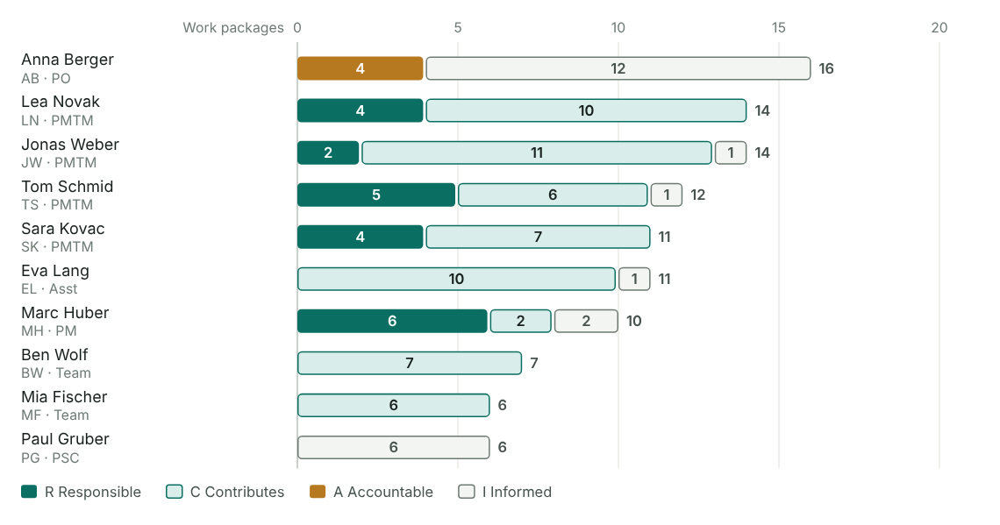 Work packages 0 5 10 15 20
Anna Berger
AB · PO
4 12 16
Lea Novak
LN · PMTM
4 10 14
Jonas Weber
JW · PMTM
2 11 1 14
Tom Schmid
TS · PMTM
5 6 1 12
Sara Kovac
SK · PMTM
4 7 11
Eva Lang
EL · Asst
10 1 11
Marc Huber
MH · PM
6 2 2 10
Ben Wolf
BW · Team
7 7
Mia Fischer
MF · Team
6 6
Paul Gruber
PG · PSC
6 6
R Responsible C Contributes A Accountable I Informed